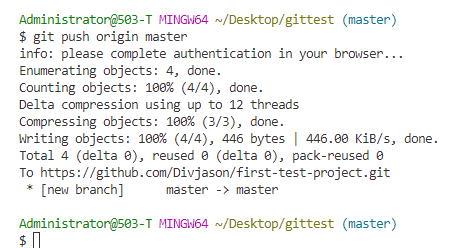 Administrator@503-T MINGW64 ~/Desktop/gittest (master)
$ git push origin master
info: please complete authentication in your browser...
Enumerating objects: 4, done.
Counting objects: 100% (4/4), done.
Delta compression using up to 12 threads
Compressing objects: 100% (3/3), done.
Writing objects: 100% (4/4), 446 bytes | 446.00 KiB/s, done.
Total 4 (delta 0), reused 0 (delta 0), pack-reused 0
To https://github.com/Divjason/first-test-project.git
 * [new branch]      master -> master
Administrator@503-T MINGW64 ~/Desktop/gittest (master)
$